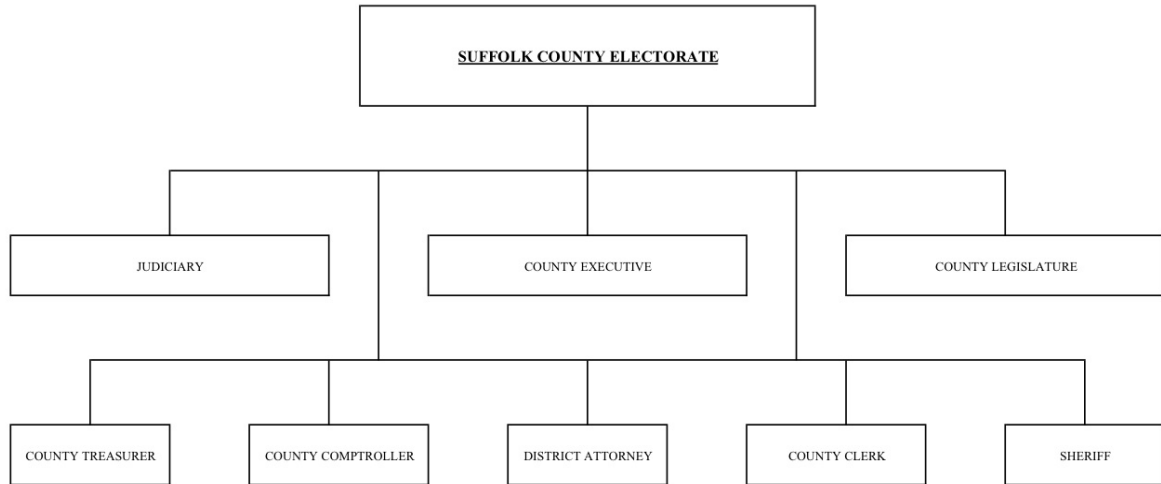 SUFFOLK COUNTY ELECTORATE
JUDICIARY
COUNTY EXECUTIVE
COUNTY LEGISLATURE
COUNTY TREASURER
COUNTY COMPTROLLER
DISTRICT ATTORNEY
COUNTY CLERK
SHERIFF